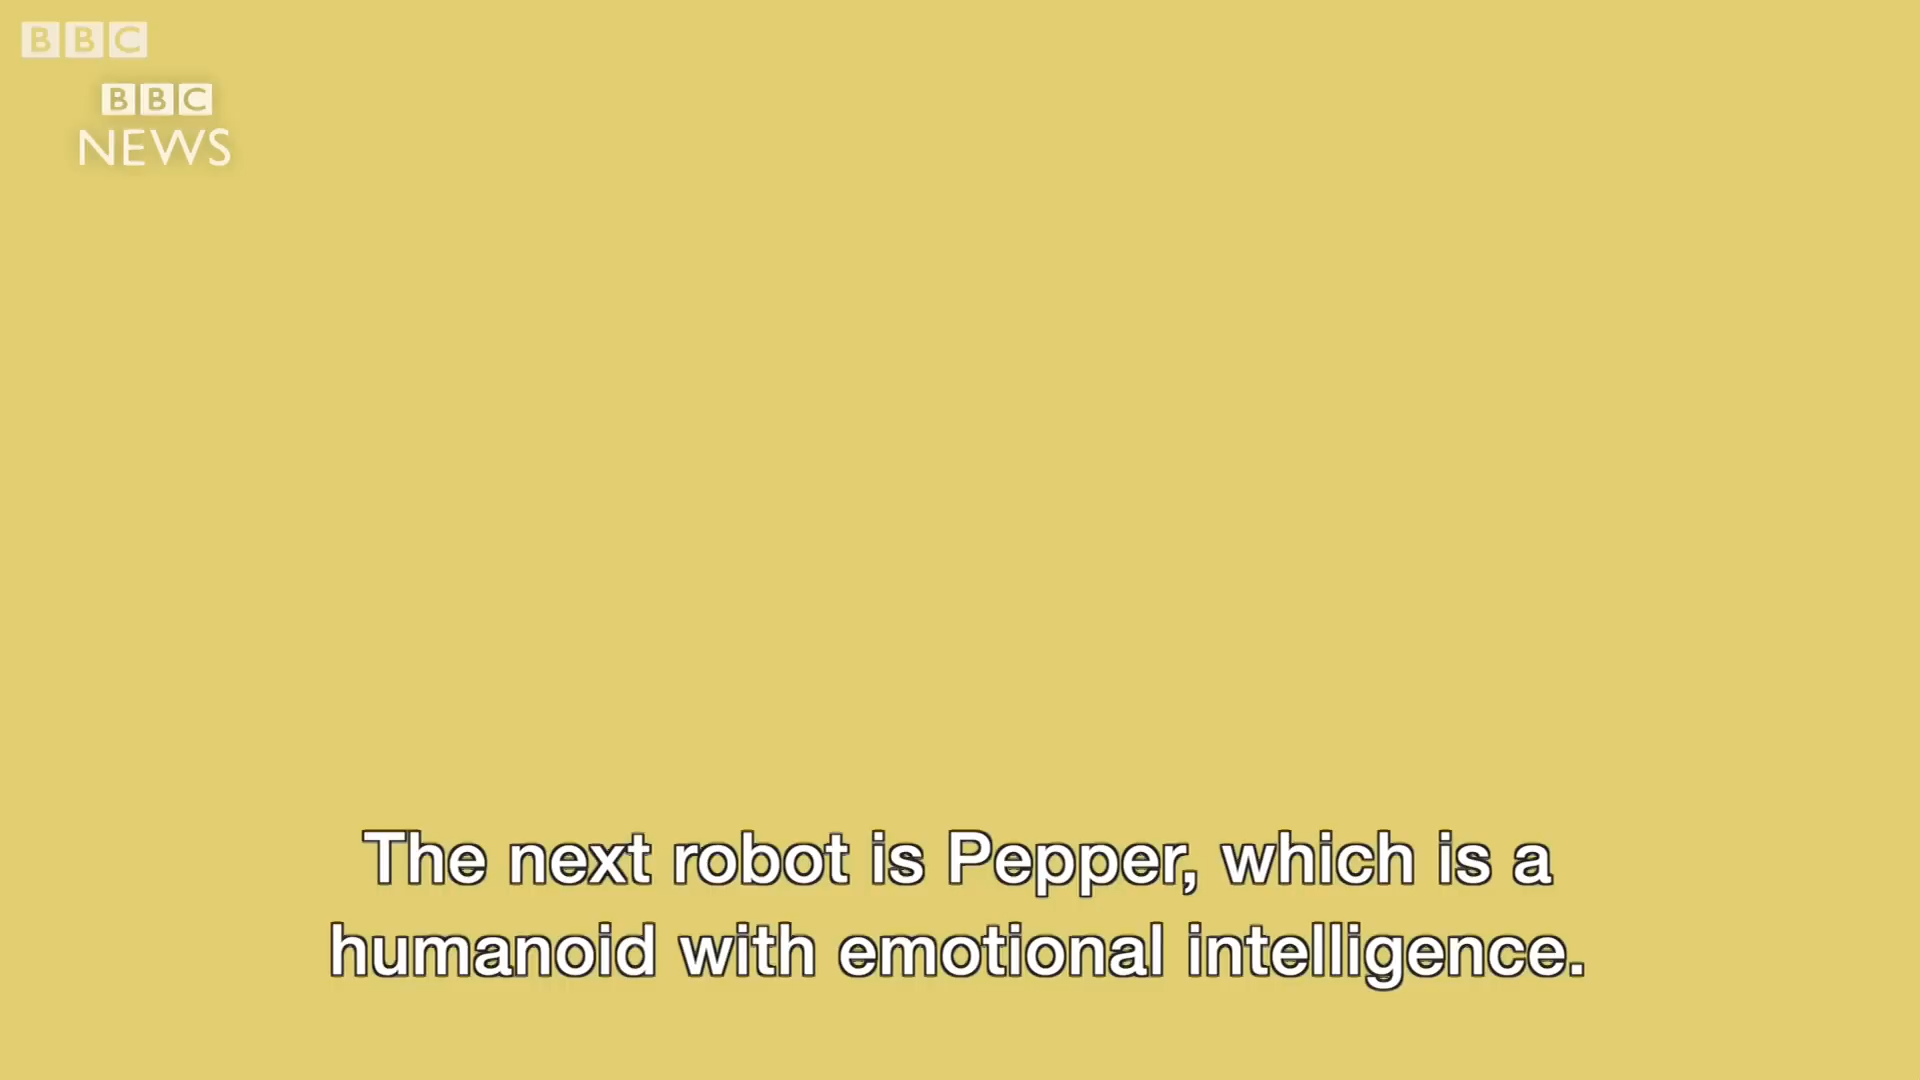 BBC
BBC
NEWS
The next robot is Pepper, which is a
humanoid with emotional intelligence.